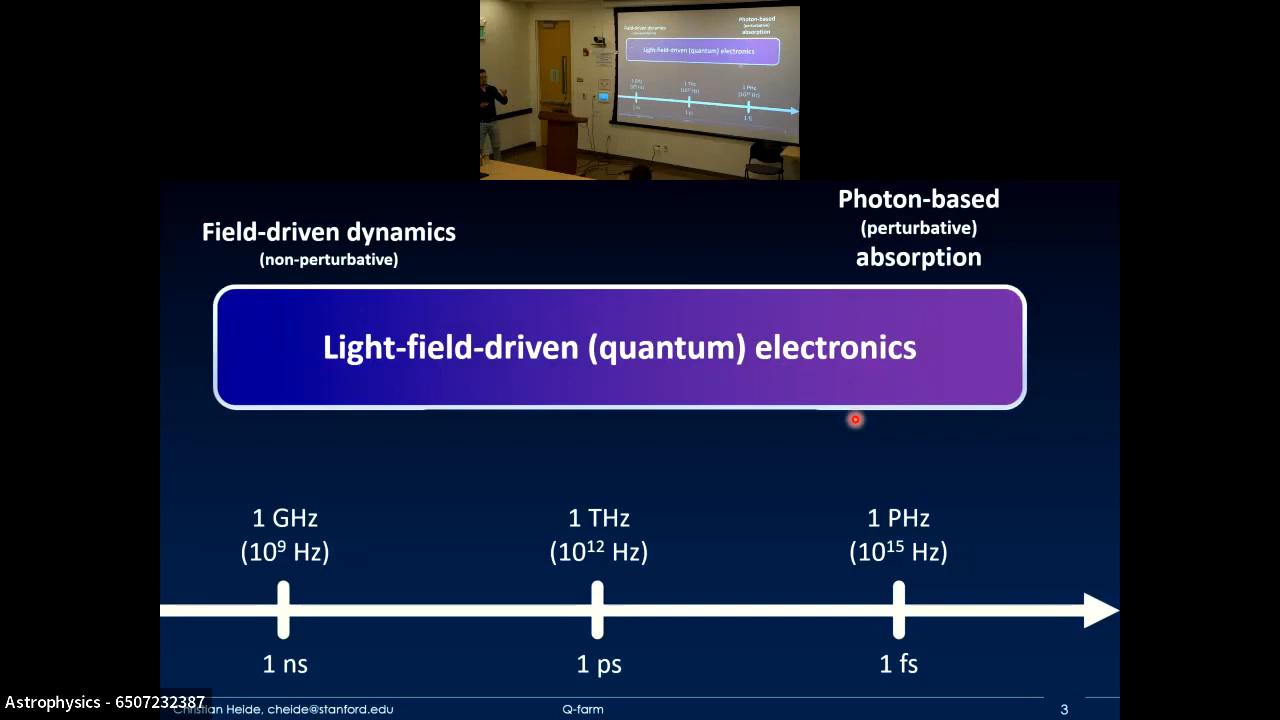 Field-driven dynamics
(non-perturbative)
Photon-based
(perturbative)
absorption
Light-field-driven (quantum) electronics
1 GHz
(10⁹ Hz)
1 THz
(10¹² Hz)
1 PHz
(10¹⁵ Hz)
1 ns
1 ps
1 fs
Astrophysics - 6507232387
Christian Heide, cheide@stanford.edu
Q-farm
3